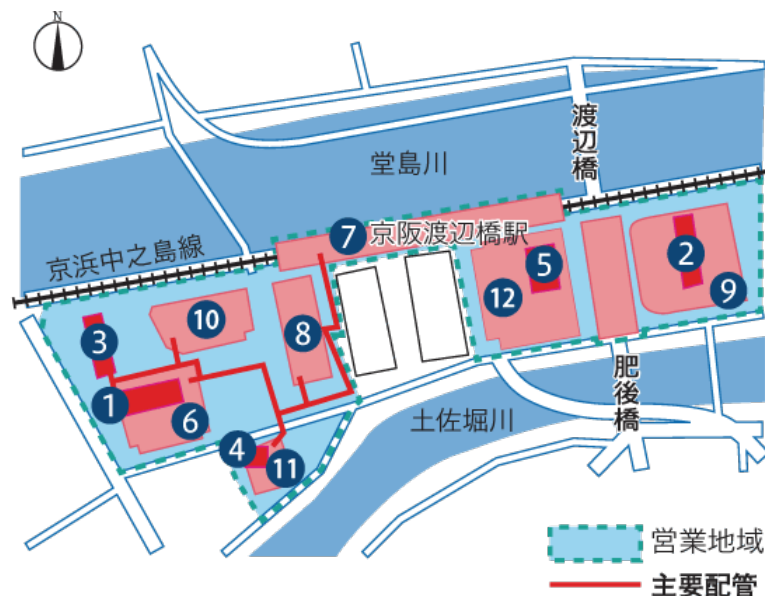 N
堂島川
渡辺橋
京阪渡辺橋駅
京浜中之島線
7
5
2
12
9
10
8
3
1
6
4
11
肥後橋
土佐堀川
営業地域
主要配管